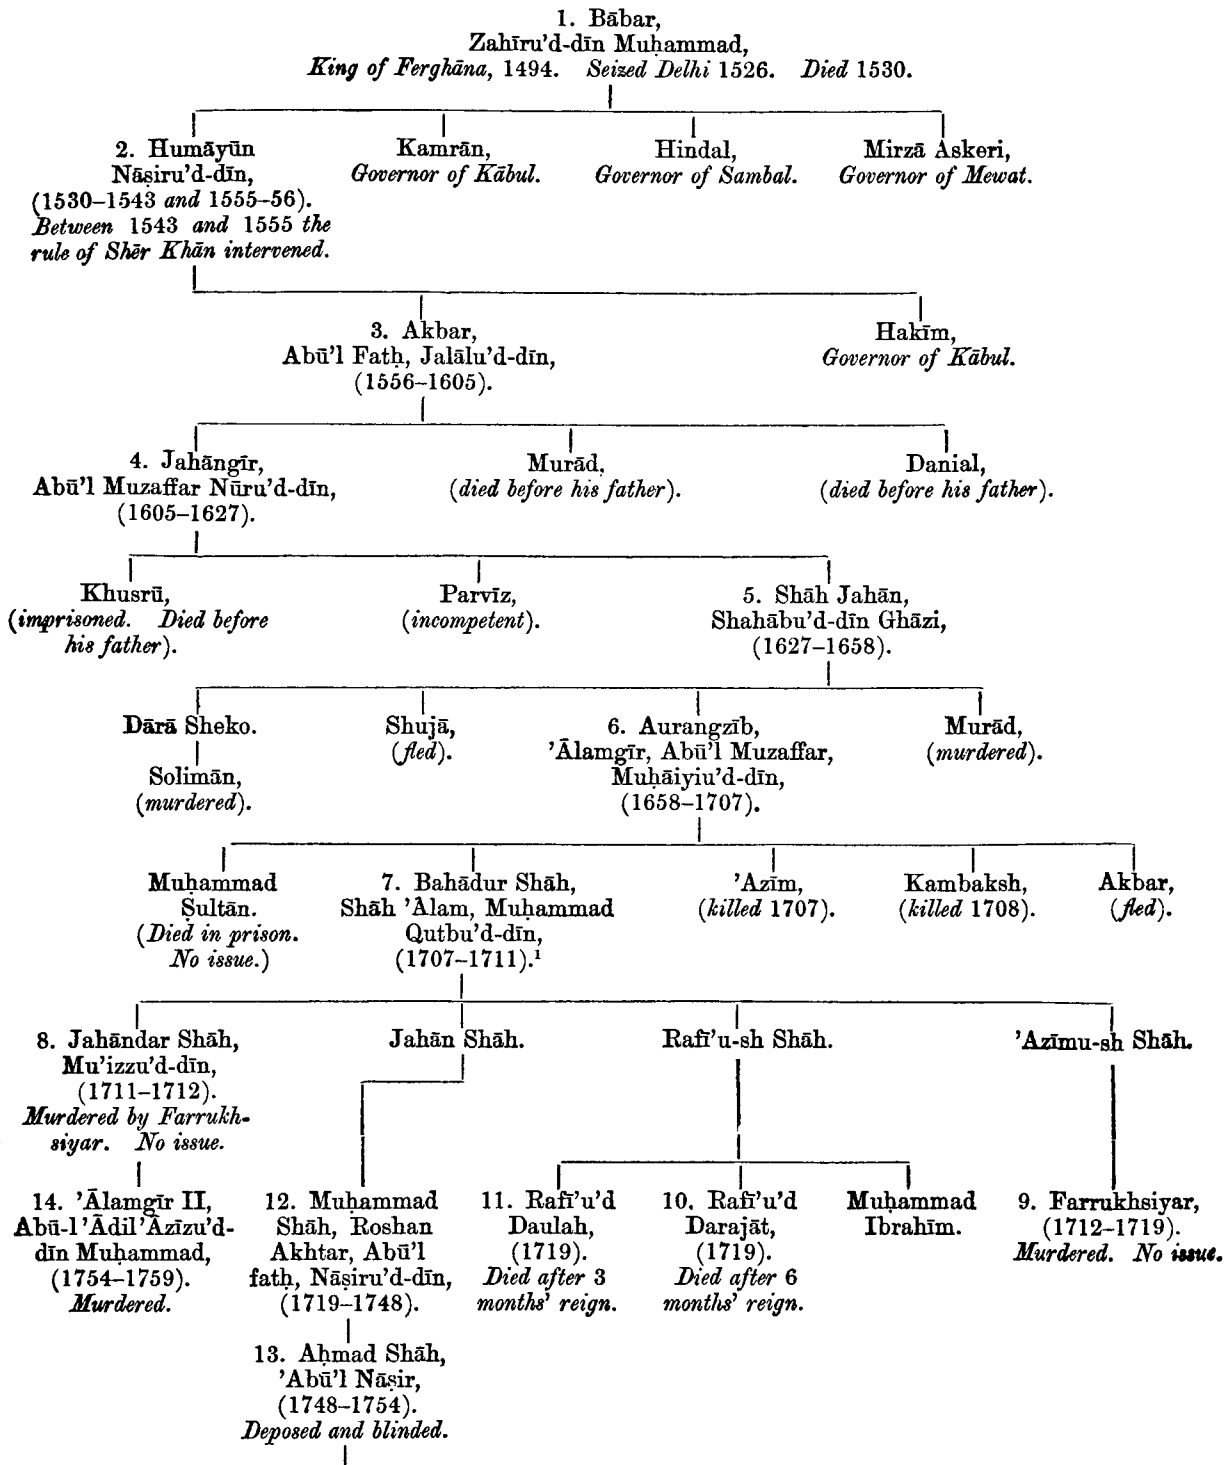 1. Bābar,
Zahīru'd-dīn Muḥammad,
King of Ferghāna, 1494. Seized Delhi 1526. Died 1530.
2. Humāyūn
Nāṣiru'd-dīn,
(1530–1543 and 1555–56).
Between 1543 and 1555 the
rule of Shēr Khān intervened.
Kamrān,
Governor of Kābul.
Hindal,
Governor of Sambal.
Mirzā Askeri,
Governor of Mewat.
3. Akbar,
Abū'l Fatḥ, Jalālu'd-dīn,
(1556–1605).
Hakīm,
Governor of Kābul.
4. Jahāngīr,
Abū'l Muzaffar Nūru'd-dīn,
(1605–1627).
Murād,
(died before his father).
Danial,
(died before his father).
Khusrū,
(imprisoned. Died before
his father).
Parvīz,
(incompetent).
5. Shāh Jahān,
Shahābu'd-dīn Ghāzi,
(1627–1658).
Dārā Sheko.
Solimān,
(murdered).
Shujā,
(fled).
6. Aurangzīb,
'Ālamgīr, Abū'l Muzaffar,
Muḥāiyiu'd-dīn,
(1658–1707).
Murād,
(murdered).
Muḥammad
Ṣultān.
(Died in prison.
No issue.)
7. Bahādur Shāh,
Shāh 'Ālam, Muḥammad
Qutbu'd-dīn,
(1707–1711).¹
'Azīm,
(killed 1707).
Kambaksh,
(killed 1708).
Akbar,
(fled).
8. Jahāndar Shāh,
Mu'izzu'd-dīn,
(1711–1712).
Murdered by Farrukh-
siyar. No issue.
Jahān Shāh.
Rafī'u-sh Shāh.
'Azīmu-sh Shāh.
14. 'Ālamgīr II,
Abū-l 'Ādil 'Azīzu'd-
dīn Muḥammad,
(1754–1759).
Murdered.
12. Muḥammad
Shāh, Roshan
Akhtar, Abū'l
fatḥ, Nāṣiru'd-dīn,
(1719–1748).
11. Rafī'u'd
Daulah,
(1719).
Died after 3
months' reign.
10. Rafī'u'd
Darajāt,
(1719).
Died after 6
months' reign.
Muḥammad
Ibrahīm.
9. Farrukhsiyar,
(1712–1719).
Murdered. No issue.
13. Aḥmad Shāh,
'Abū'l Nāṣir,
(1748–1754).
Deposed and blinded.